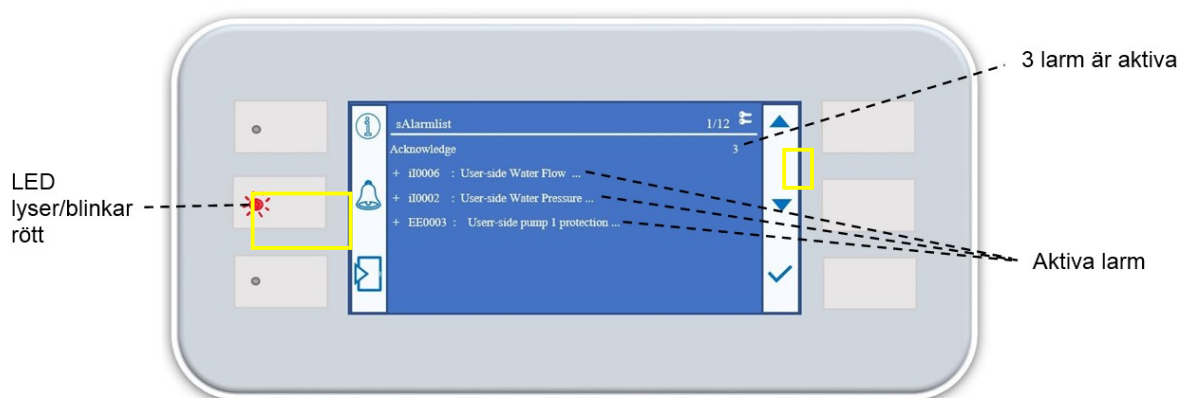 3 larm är aktiva
sAlarmlist 1/12
Acknowledge 3
+ iI0006 : User-side Water Flow ...
+ iI0002 : User-side Water Pressure ...
+ EE0003 : Userr-side pump 1 protection ...
LED
lyser/blinkar
rött
Aktiva larm